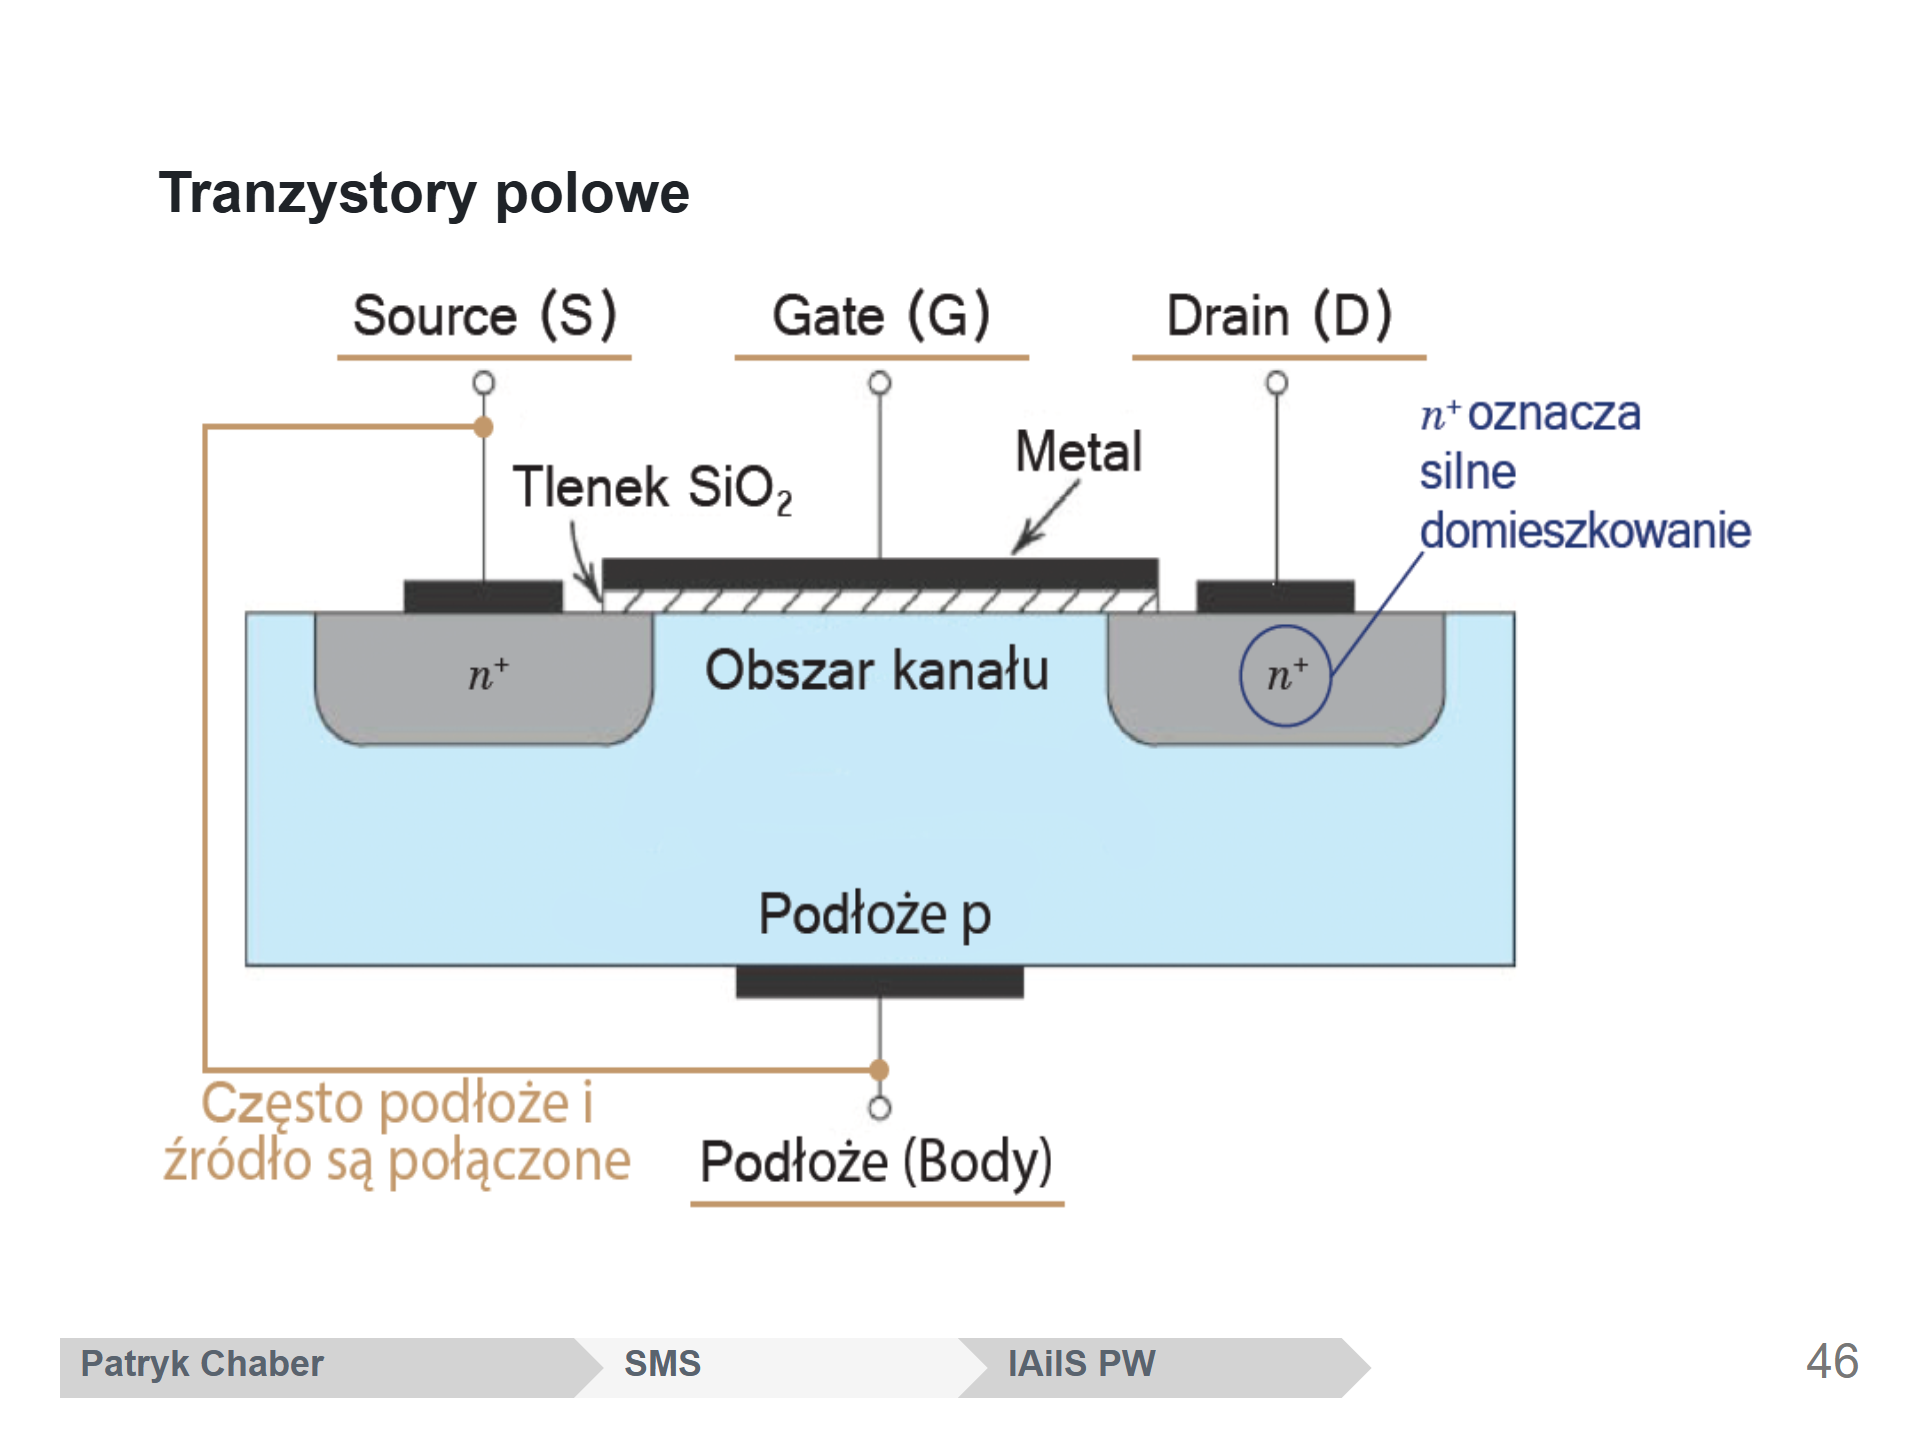 Tranzystory polowe
Source (S)
Gate (G)
Drain (D)
n⁺ oznacza
silne
domieszkowanie
Metal
Tlenek SiO₂
n⁺
Obszar kanału
n⁺
Podłoże p
Często podłoże i
źródło są połączone
Podłoże (Body)
Patryk Chaber
SMS
IAiIS PW
46